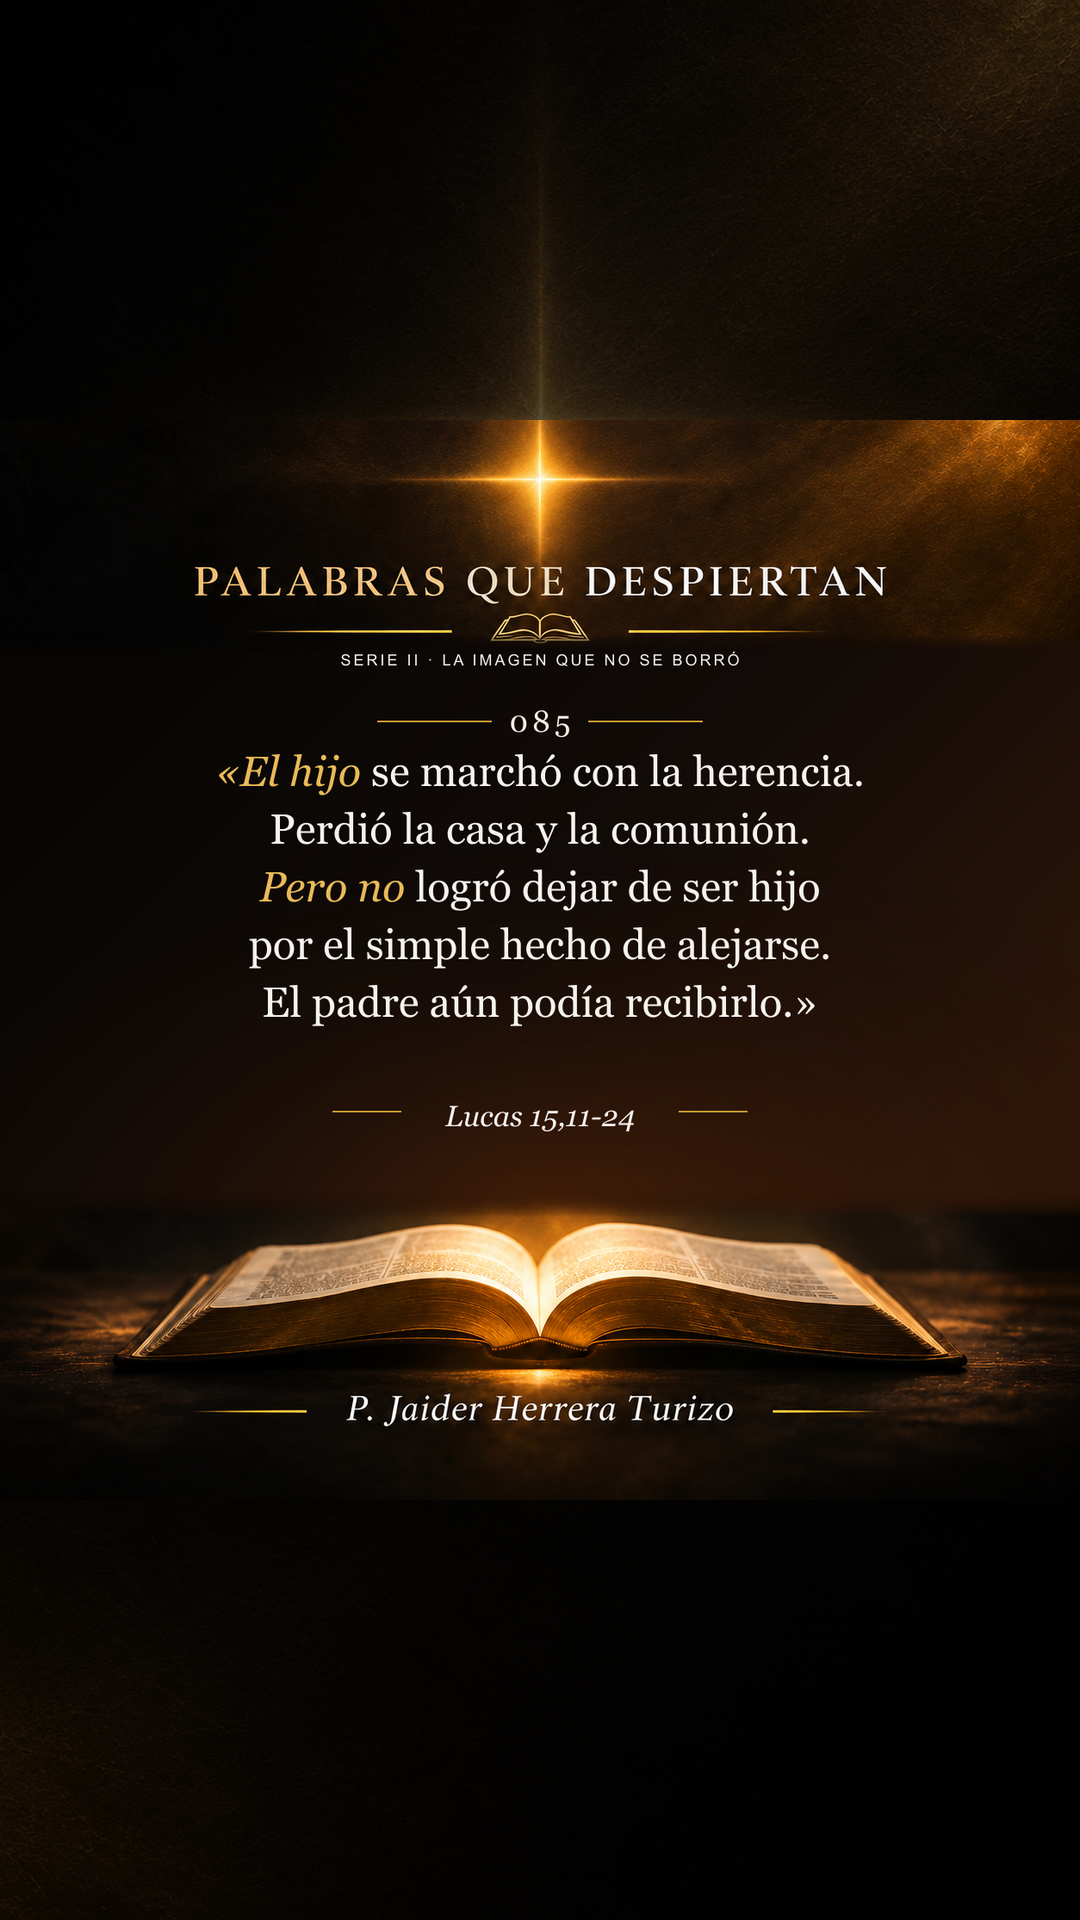 PALABRAS QUE DESPIERTAN
SERIE II · LA IMAGEN QUE NO SE BORRÓ
085
«El hijo se marchó con la herencia.
Perdió la casa y la comunión.
Pero no logró dejar de ser hijo
por el simple hecho de alejarse.
El padre aún podía recibirlo.»
Lucas 15,11-24
P. Jaider Herrera Turizo